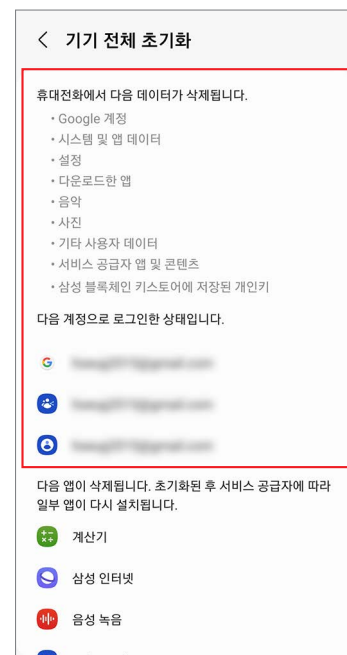 기기 전체 초기화
휴대전화에서 다음 데이터가 삭제됩니다.
• Google 계정
• 시스템 및 앱 데이터
• 설정
• 다운로드한 앱
• 음악
• 사진
• 기타 사용자 데이터
• 서비스 공급자 앱 및 콘텐츠
• 삼성 블록체인 키스토어에 저장된 개인키
다음 계정으로 로그인한 상태입니다.
다음 앱이 삭제됩니다. 초기화된 후 서비스 공급자에 따라
일부 앱이 다시 설치됩니다.
계산기
삼성 인터넷
음성 녹음